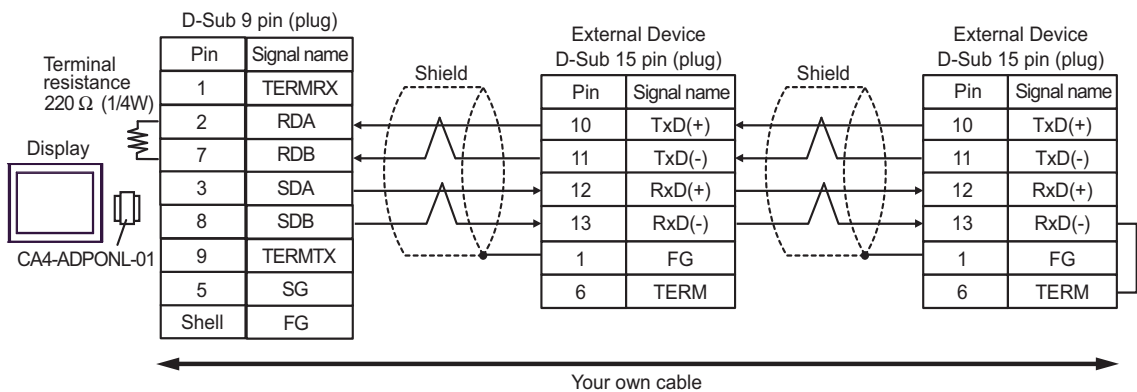 D-Sub 9 pin (plug)
Pin Signal name
1 TERMRX
2 RDA
7 RDB
3 SDA
8 SDB
9 TERMTX
5 SG
Shell FG
Terminal
resistance
220 Ω (1/4W)
Display
CA4-ADPONL-01
Shield
External Device
D-Sub 15 pin (plug)
Pin Signal name
10 TxD(+)
11 TxD(-)
12 RxD(+)
13 RxD(-)
1 FG
6 TERM
Shield
External Device
D-Sub 15 pin (plug)
Pin Signal name
10 TxD(+)
11 TxD(-)
12 RxD(+)
13 RxD(-)
1 FG
6 TERM
Your own cable